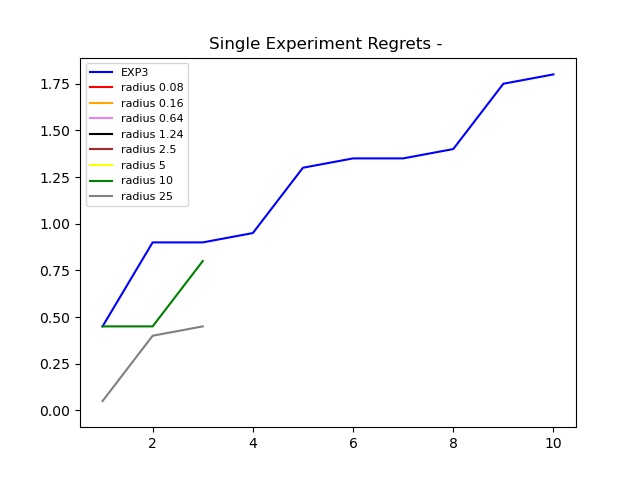 Single Experiment Regrets -
EXP3
radius 0.08
radius 0.16
radius 0.64
radius 1.24
radius 2.5
radius 5
radius 10
radius 25
1.75
1.50
1.25
1.00
0.75
0.50
0.25
0.00
2 4 6 8 10